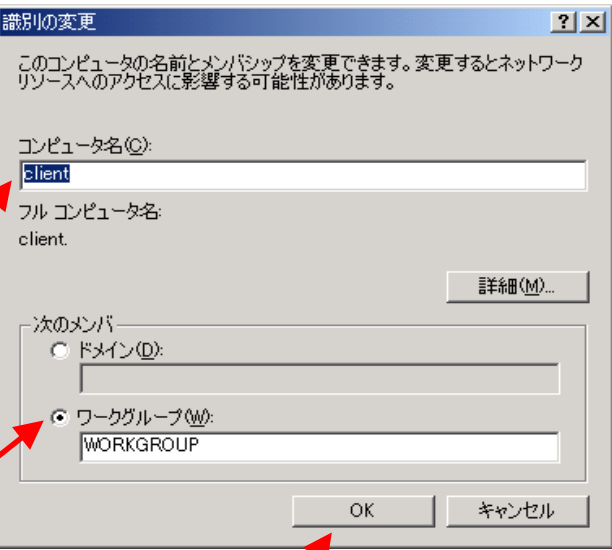 識別の変更
このコンピュータの名前とメンバシップを変更できます。変更するとネットワーク
リソースへのアクセスに影響する可能性があります。
コンピュータ名(C):
client
フル コンピュータ名:
client.
詳細(M)...
次のメンバ
ドメイン(D):
ワークグループ(W):
WORKGROUP
OK
キャンセル